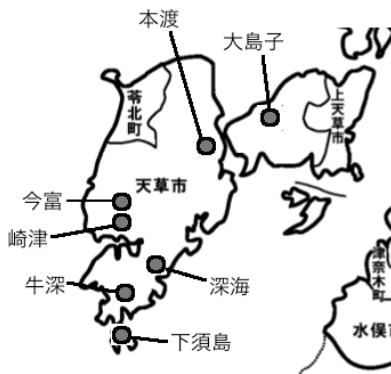 本渡
大島子
苓北町
上天草市
天草市
今富
崎津
牛深
深海
下須島
津奈木町
水俣市